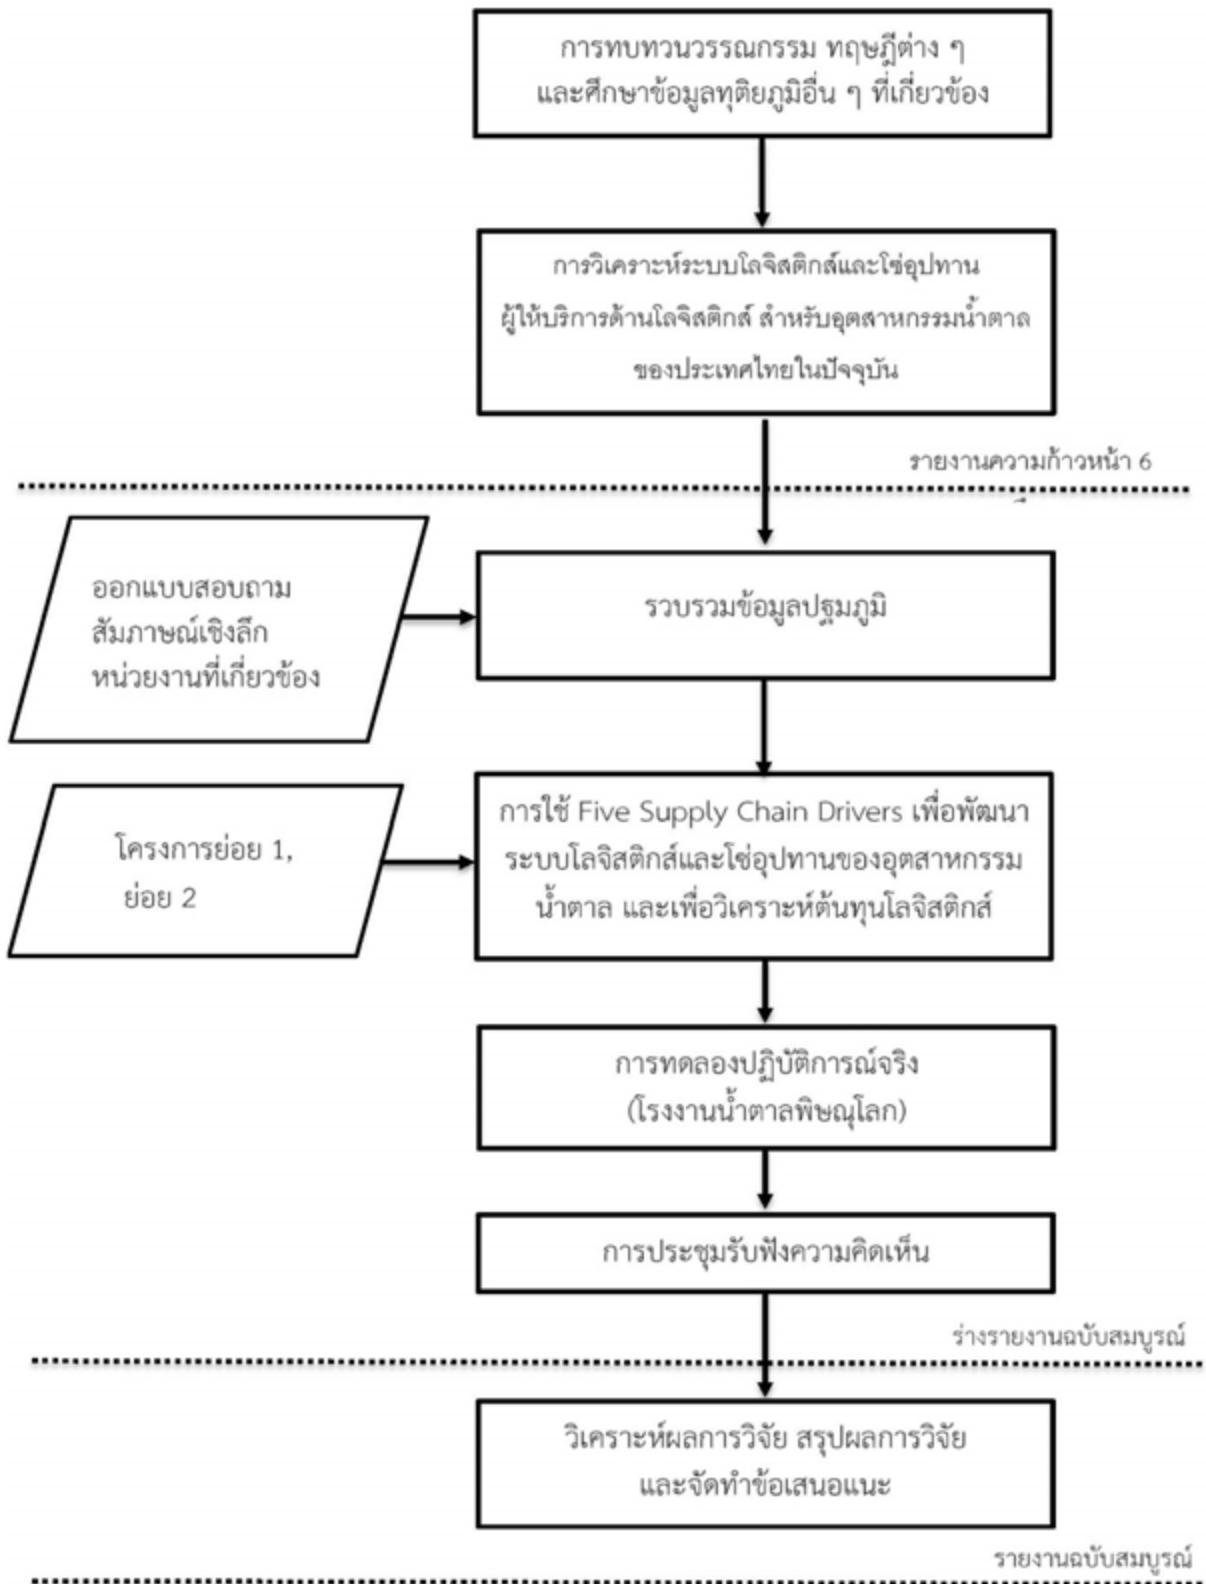 การทบทวนวรรณกรรม ทฤษฎีต่าง ๆ
และศึกษาข้อมูลทุติยภูมิอื่น ๆ ที่เกี่ยวข้อง
การวิเคราะห์ระบบโลจิสติกส์และโซ่อุปทาน
ผู้ให้บริการด้านโลจิสติกส์ สำหรับอุตสาหกรรมน้ำตาล
ของประเทศไทยในปัจจุบัน
รายงานความก้าวหน้า 6
ออกแบบสอบถาม
สัมภาษณ์เชิงลึก
หน่วยงานที่เกี่ยวข้อง
รวบรวมข้อมูลปฐมภูมิ
โครงการย่อย 1,
ย่อย 2
การใช้ Five Supply Chain Drivers เพื่อพัฒนา
ระบบโลจิสติกส์และโซ่อุปทานของอุตสาหกรรม
น้ำตาล และเพื่อวิเคราะห์ต้นทุนโลจิสติกส์
การทดลองปฏิบัติการณ์จริง
(โรงงานน้ำตาลพิษณุโลก)
การประชุมรับฟังความคิดเห็น
ร่างรายงานฉบับสมบูรณ์
วิเคราะห์ผลการวิจัย สรุปผลการวิจัย
และจัดทำข้อเสนอแนะ
รายงานฉบับสมบูรณ์